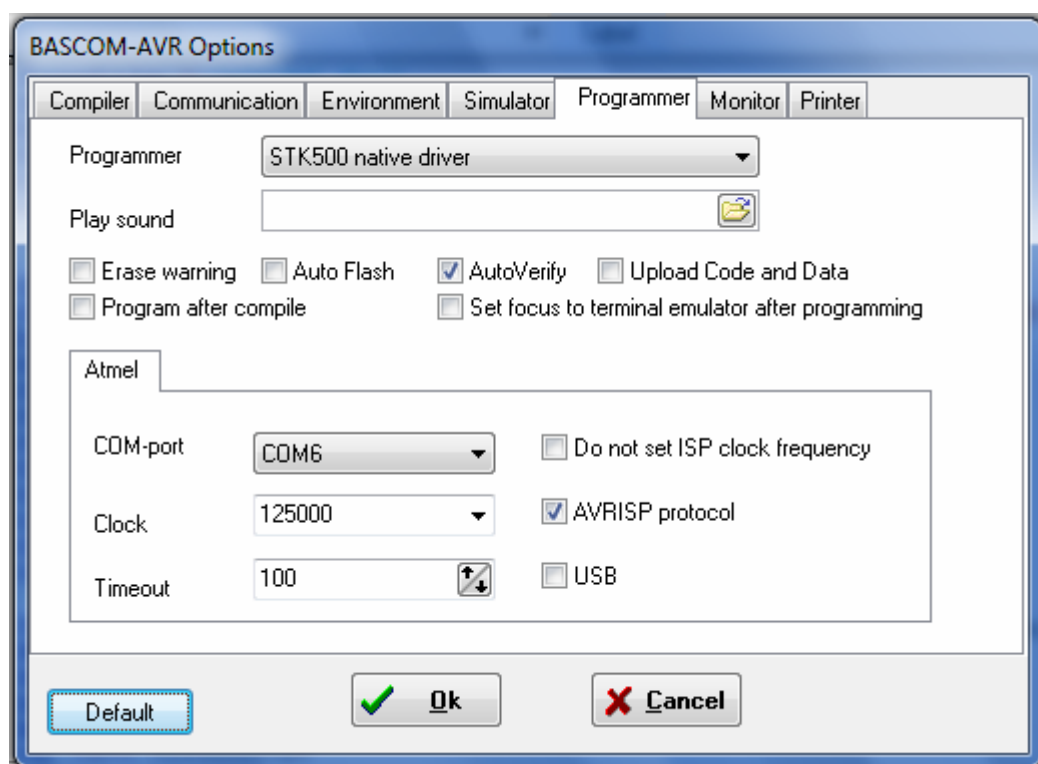 BASCOM-AVR Options
Compiler Communication Environment Simulator Programmer Monitor Printer
Programmer STK500 native driver
Play sound
Erase warning Auto Flash AutoVerify Upload Code and Data
Program after compile Set focus to terminal emulator after programming
Atmel
COM-port COM6 Do not set ISP clock frequency
Clock 125000 AVRISP protocol
Timeout 100 USB
Default Ok Cancel